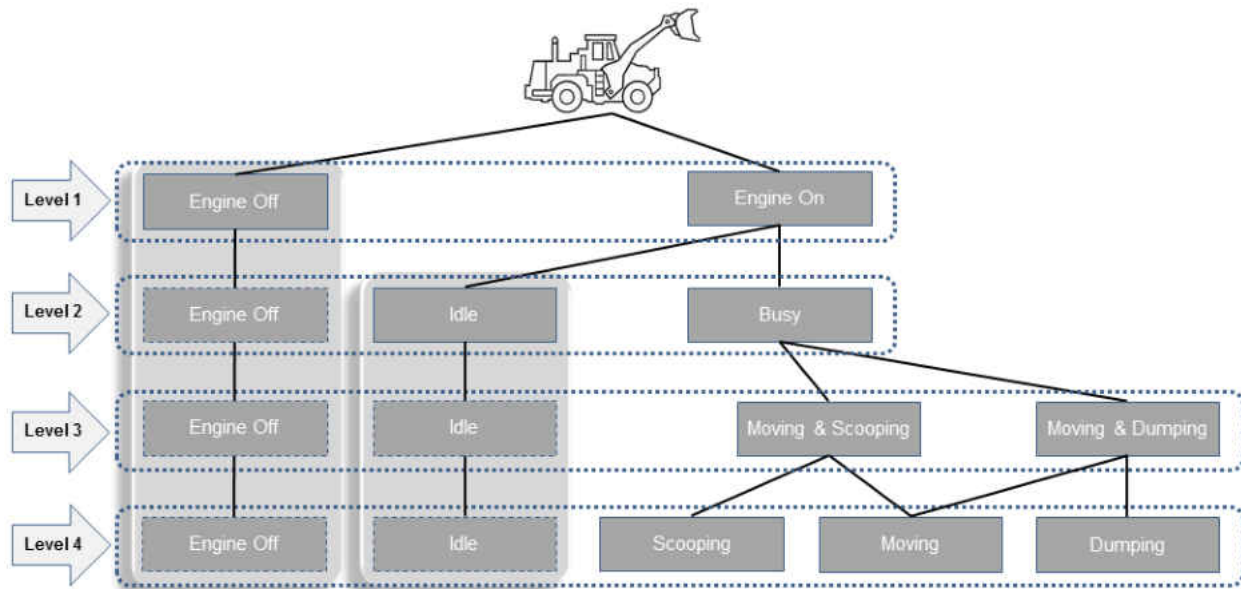 Level 1
Engine Off
Engine On
Level 2
Engine Off
Idle
Busy
Level 3
Engine Off
Idle
Moving & Scooping
Moving & Dumping
Level 4
Engine Off
Idle
Scooping
Moving
Dumping